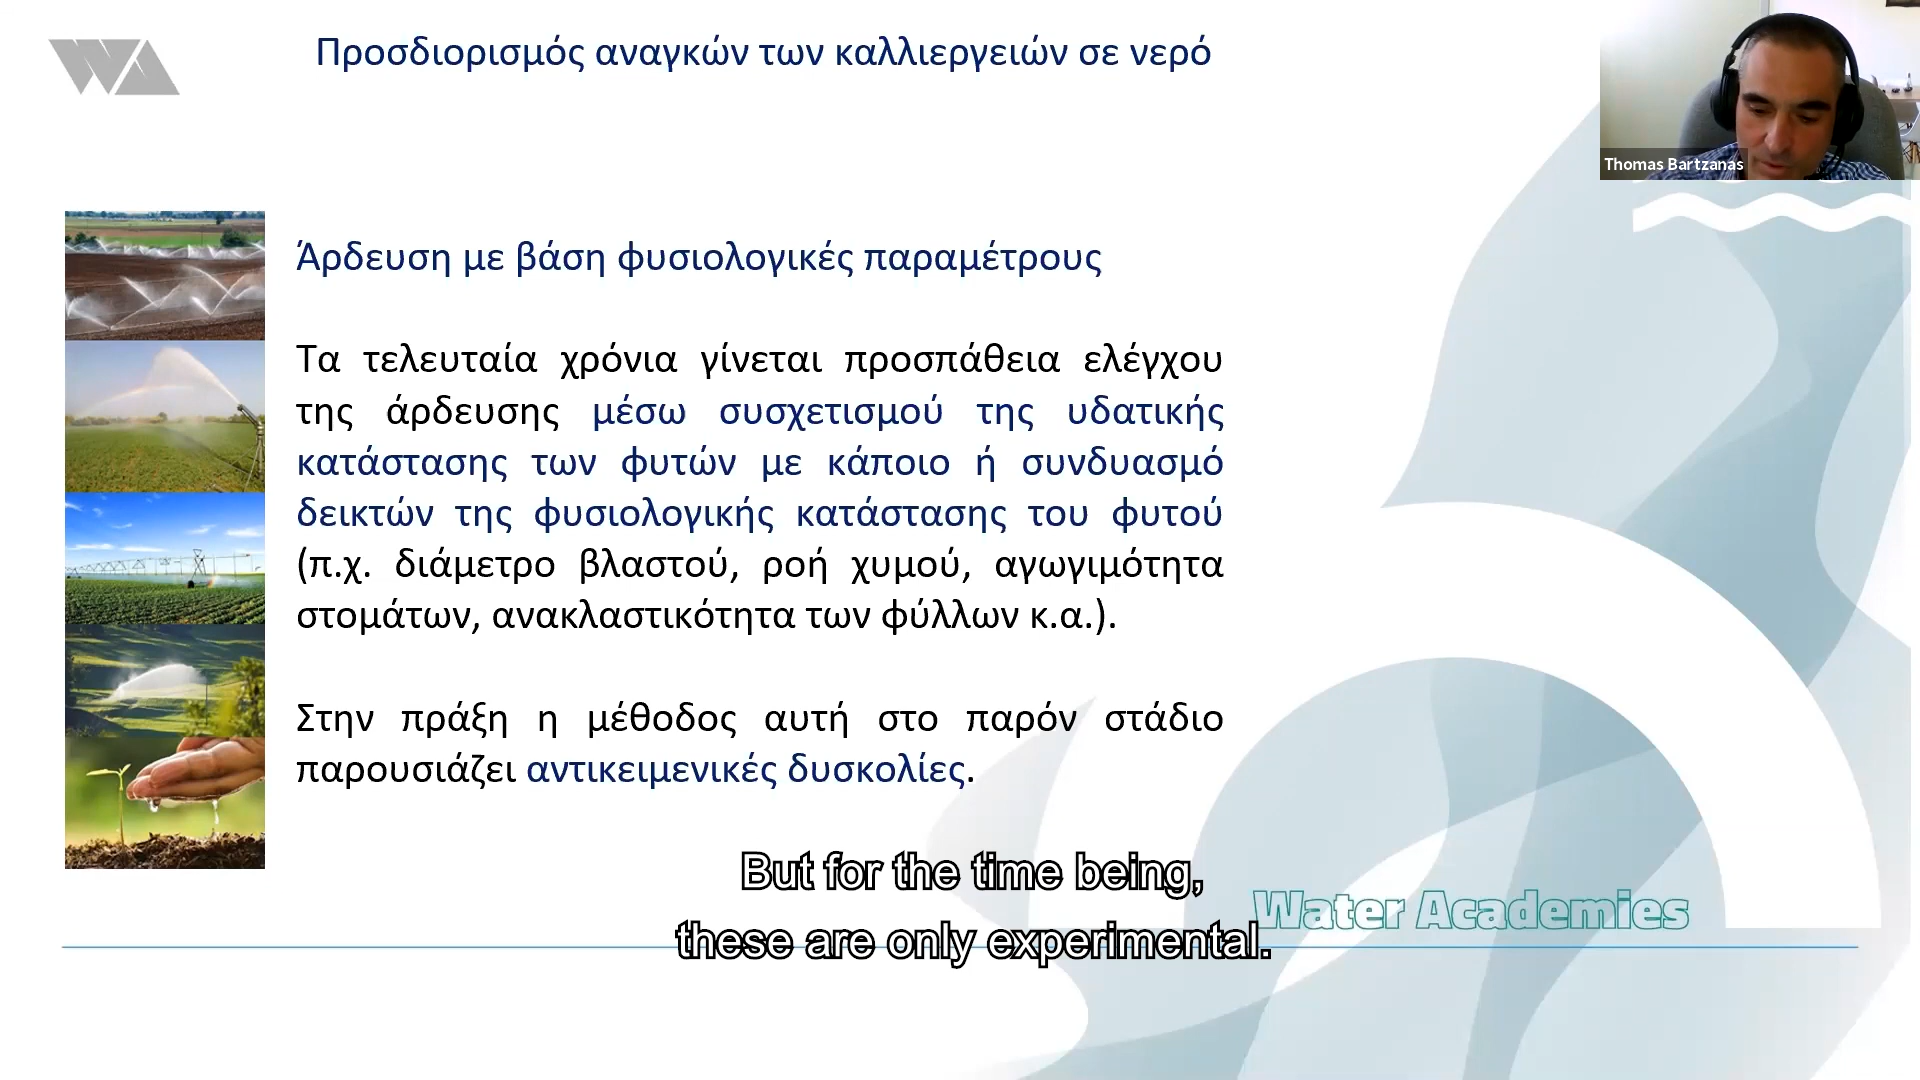 WA
Προσδιορισμός αναγκών των καλλιεργειών σε νερό
Thomas Bartzanas
Άρδευση με βάση φυσιολογικές παραμέτρους
Τα τελευταία χρόνια γίνεται προσπάθεια ελέγχου
της άρδευσης μέσω συσχετισμού της υδατικής
κατάστασης των φυτών με κάποιο ή συνδυασμό
δεικτών της φυσιολογικής κατάστασης του φυτού
(π.χ. διάμετρο βλαστού, ροή χυμού, αγωγιμότητα
στομάτων, ανακλαστικότητα των φύλλων κ.α.).
Στην πράξη η μέθοδος αυτή στο παρόν στάδιο
παρουσιάζει αντικειμενικές δυσκολίες.
But for the time being,
these are only experimental.
Water Academies